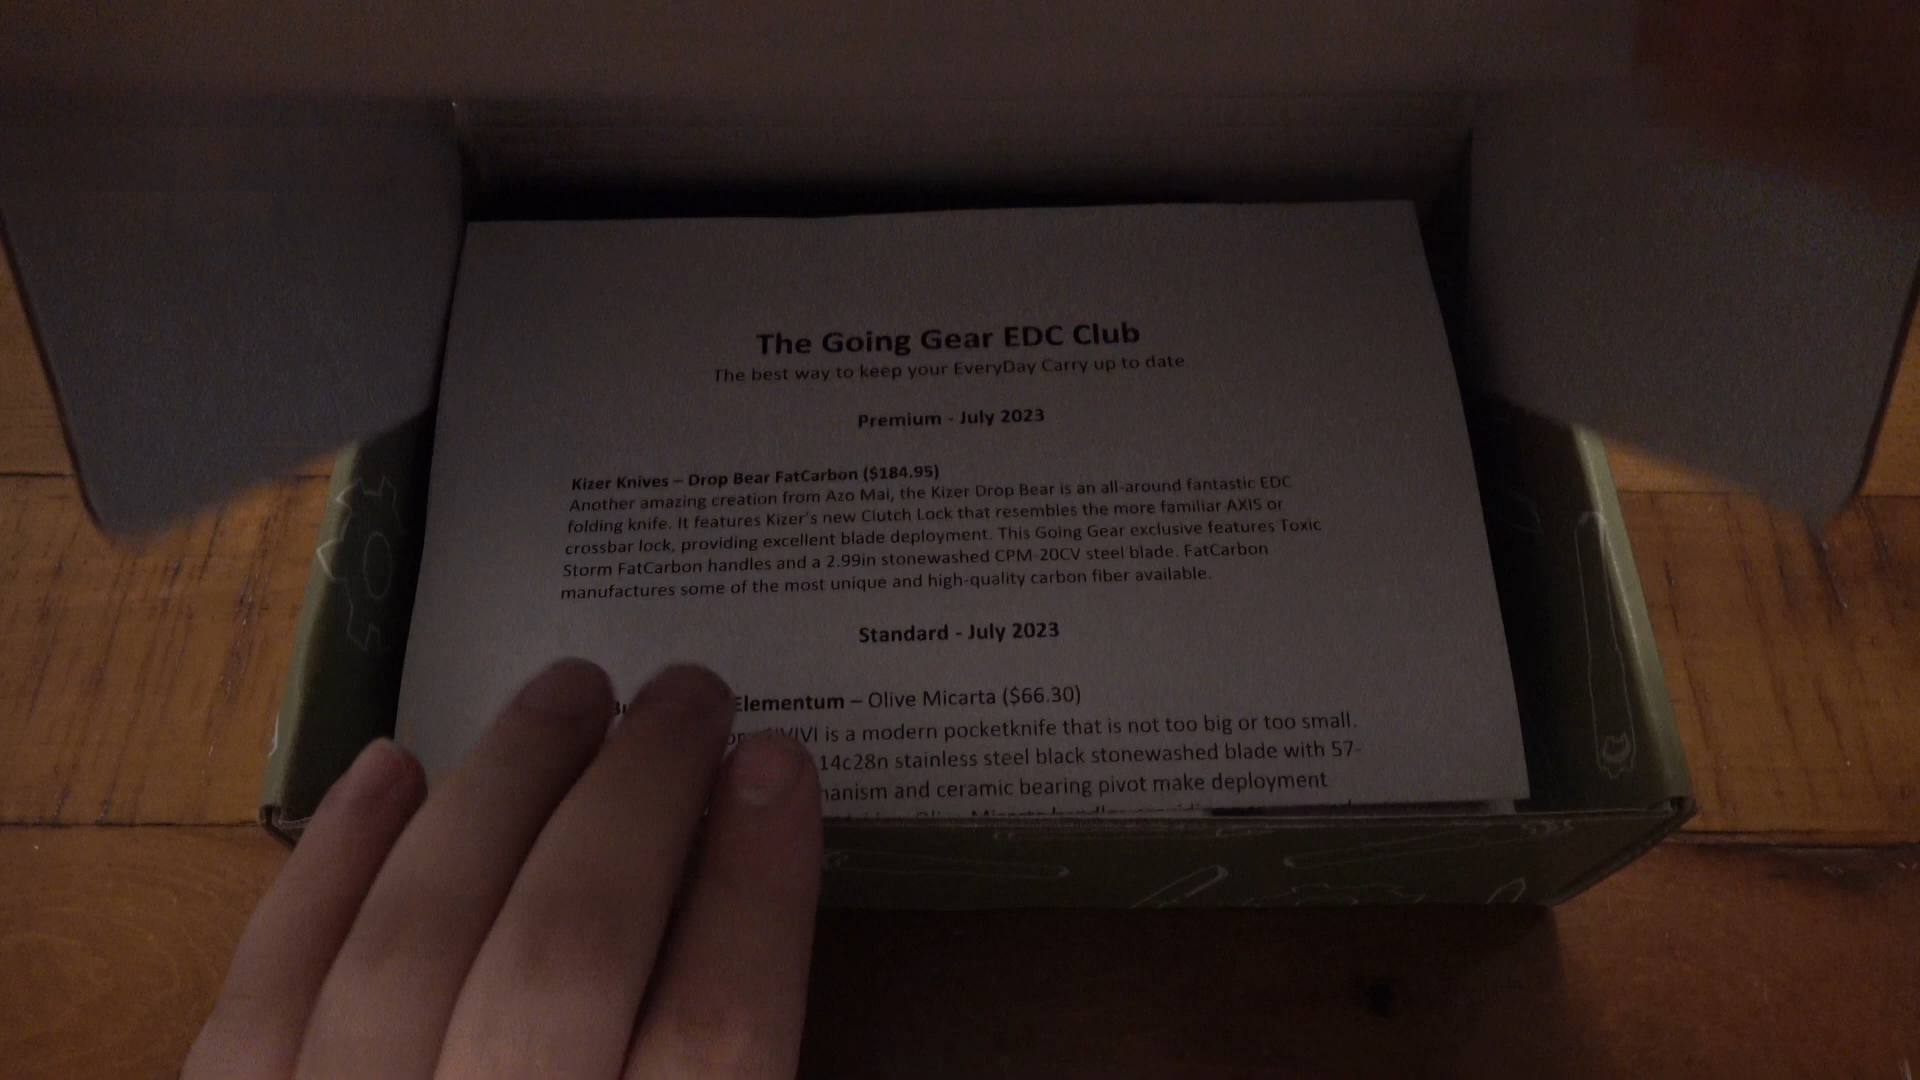 The Going Gear EDC Club
The best way to keep your EveryDay Carry up to date
Premium - July 2023
Kizer Knives – Drop Bear FatCarbon ($184.95)
Another amazing creation from Azo Mai, the Kizer Drop Bear is an all-around fantastic EDC
folding knife. It features Kizer's new Clutch Lock that resembles the more familiar AXIS or
crossbar lock, providing excellent blade deployment. This Going Gear exclusive features Toxic
Storm FatCarbon handles and a 2.99in stonewashed CPM-20CV steel blade. FatCarbon
manufactures some of the most unique and high-quality carbon fiber available.
Standard - July 2023
Elementum – Olive Micarta ($66.30)
is a modern pocketknife that is not too big or too small.
14c28n stainless steel black stonewashed blade with 57-
and ceramic bearing pivot make deployment